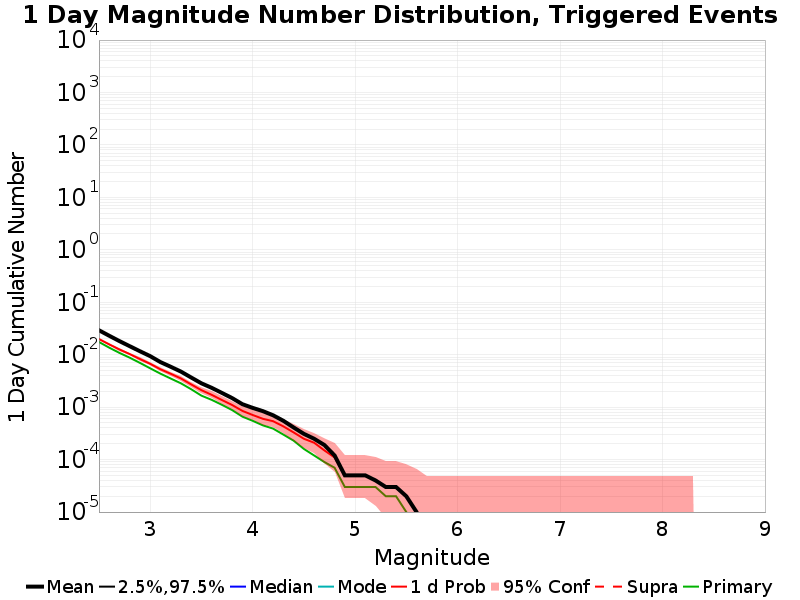 1 Day Magnitude Number Distribution, Triggered Events
10^4
10^3
10^2
10^1
10^0
10^-1
10^-2
10^-3
10^-4
10^-5
1 Day Cumulative Number
3 4 5 6 7 8 9
Magnitude
Mean 2.5%,97.5% Median Mode 1 d Prob 95% Conf Supra Primary